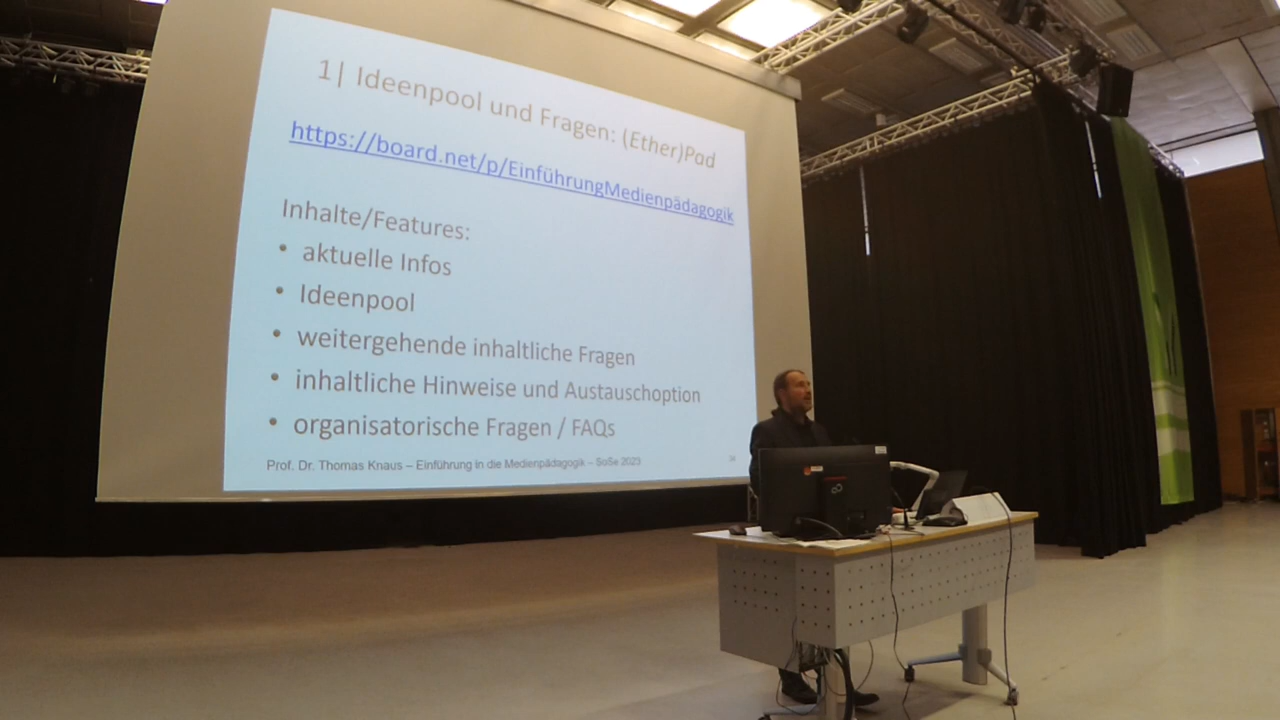 1| Ideenpool und Fragen: (Ether)Pad
https://board.net/p/EinführungMedienpädagogik
Inhalte/Features:
• aktuelle Infos
• Ideenpool
• weitergehende inhaltliche Fragen
• inhaltliche Hinweise und Austauschoption
• organisatorische Fragen / FAQs
Prof. Dr. Thomas Knaus – Einführung in die Medienpädagogik – SoSe 2023